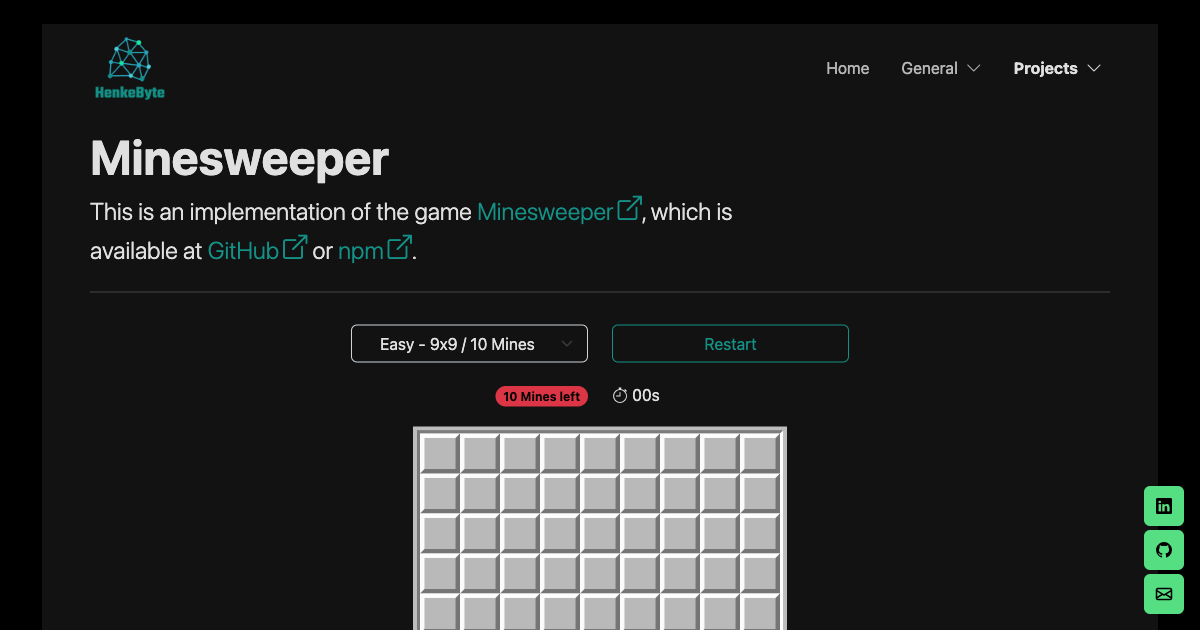 HenkeByte
Home General Projects
Minesweeper
This is an implementation of the game Minesweeper, which is
available at GitHub or npm.
Easy - 9x9 / 10 Mines Restart
10 Mines left 00s
in